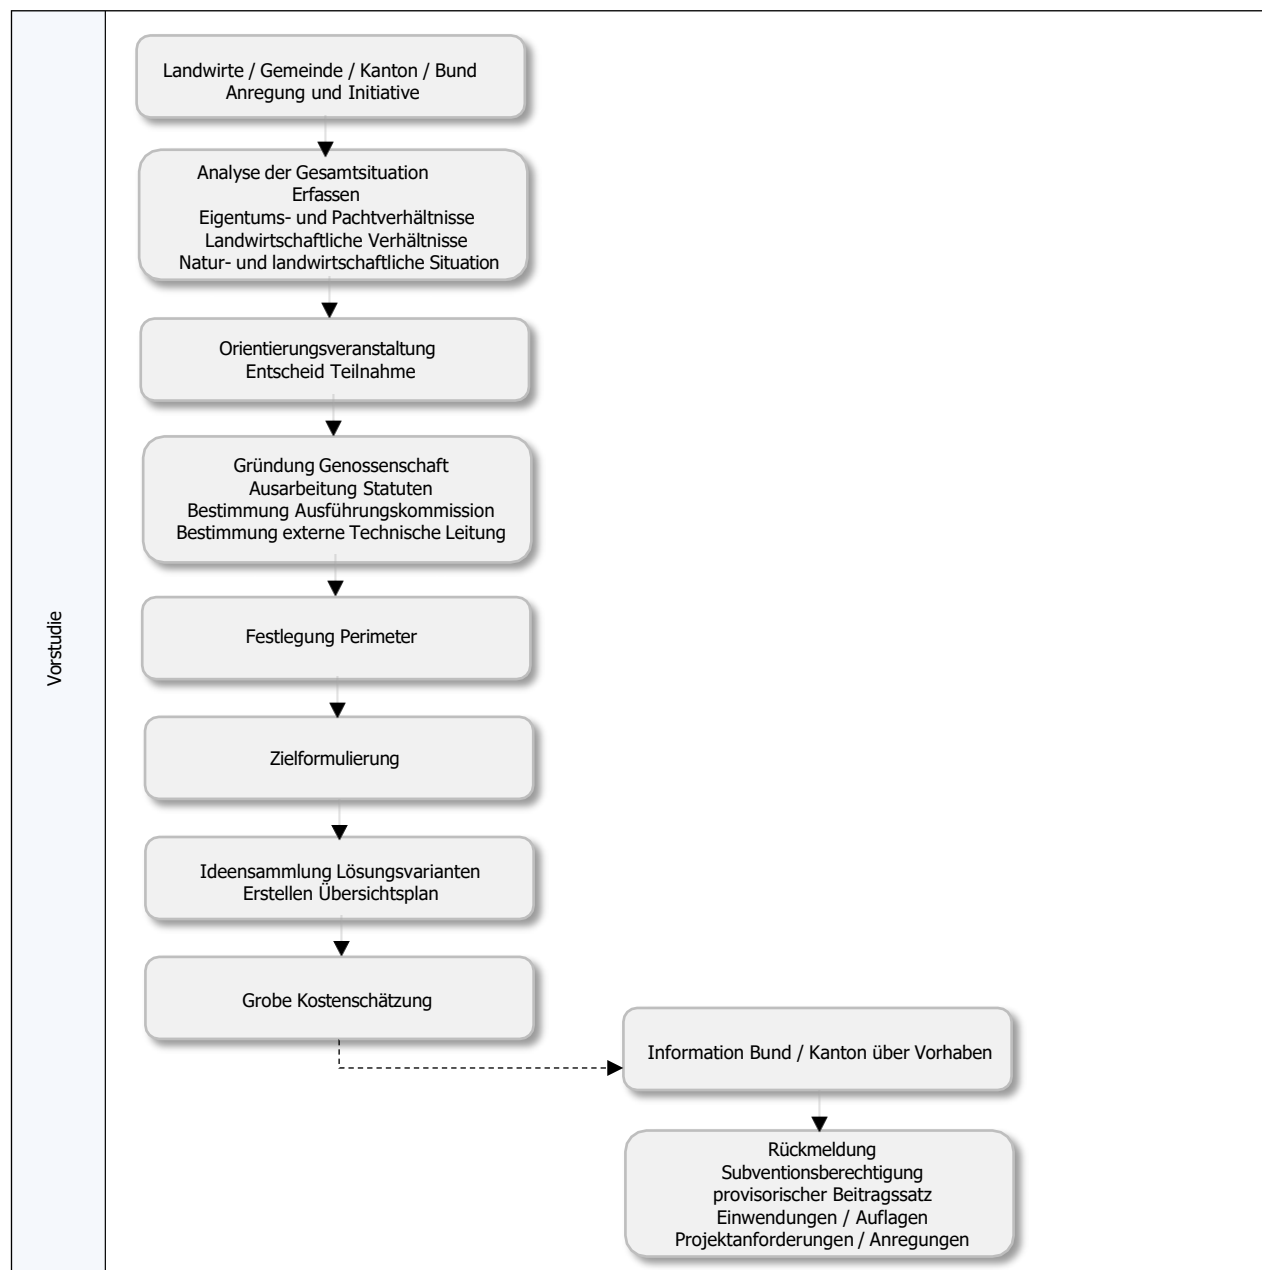 Vorstudie
Landwirte / Gemeinde / Kanton / Bund
Anregung und Initiative
Analyse der Gesamtsituation
Erfassen
Eigentums- und Pachtverhältnisse
Landwirtschaftliche Verhältnisse
Natur- und landwirtschaftliche Situation
Orientierungsveranstaltung
Entscheid Teilnahme
Gründung Genossenschaft
Ausarbeitung Statuten
Bestimmung Ausführungskommission
Bestimmung externe Technische Leitung
Festlegung Perimeter
Zielformulierung
Ideensammlung Lösungsvarianten
Erstellen Übersichtsplan
Grobe Kostenschätzung
Information Bund / Kanton über Vorhaben
Rückmeldung
Subventionsberechtigung
provisorischer Beitragssatz
Einwendungen / Auflagen
Projektanforderungen / Anregungen